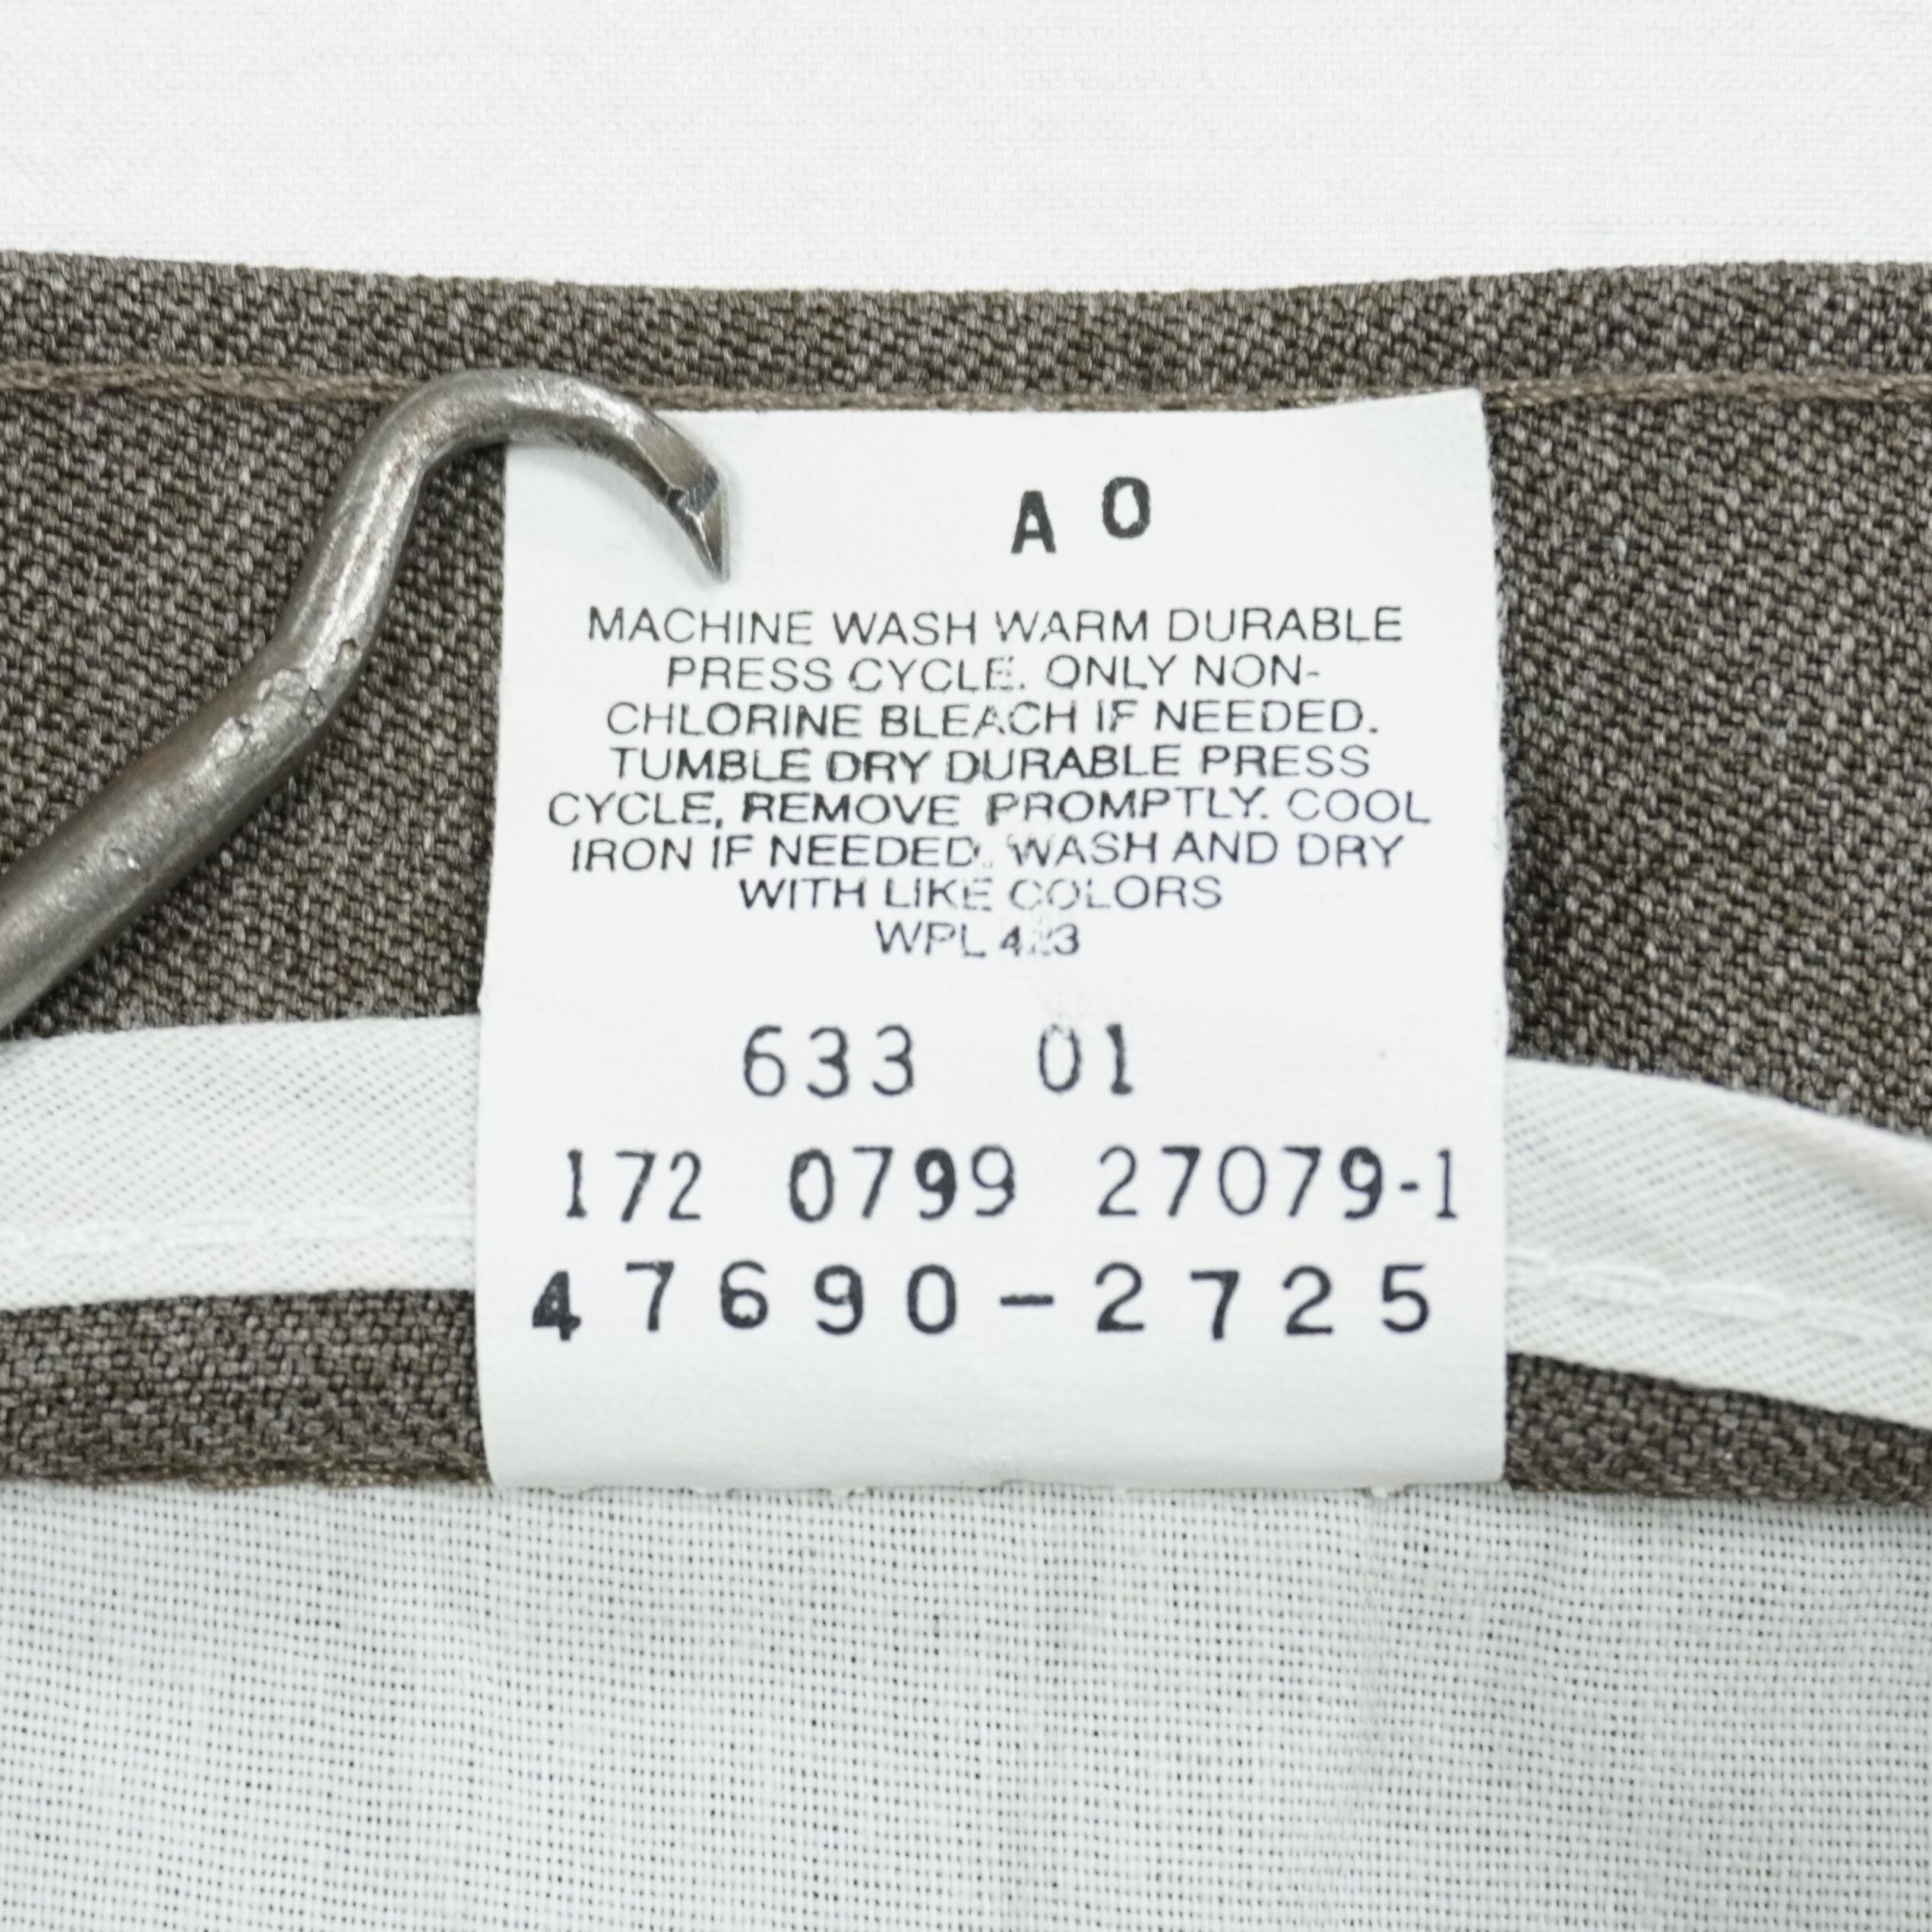 A O
MACHINE WASH WARM DURABLE
PRESS CYCLE. ONLY NON-
CHLORINE BLEACH IF NEEDED.
TUMBLE DRY DURABLE PRESS
CYCLE, REMOVE PROMPTLY. COOL
IRON IF NEEDED. WASH AND DRY
WITH LIKE COLORS
WPL 423
633 01
172 0799 27079-1
47690-2725